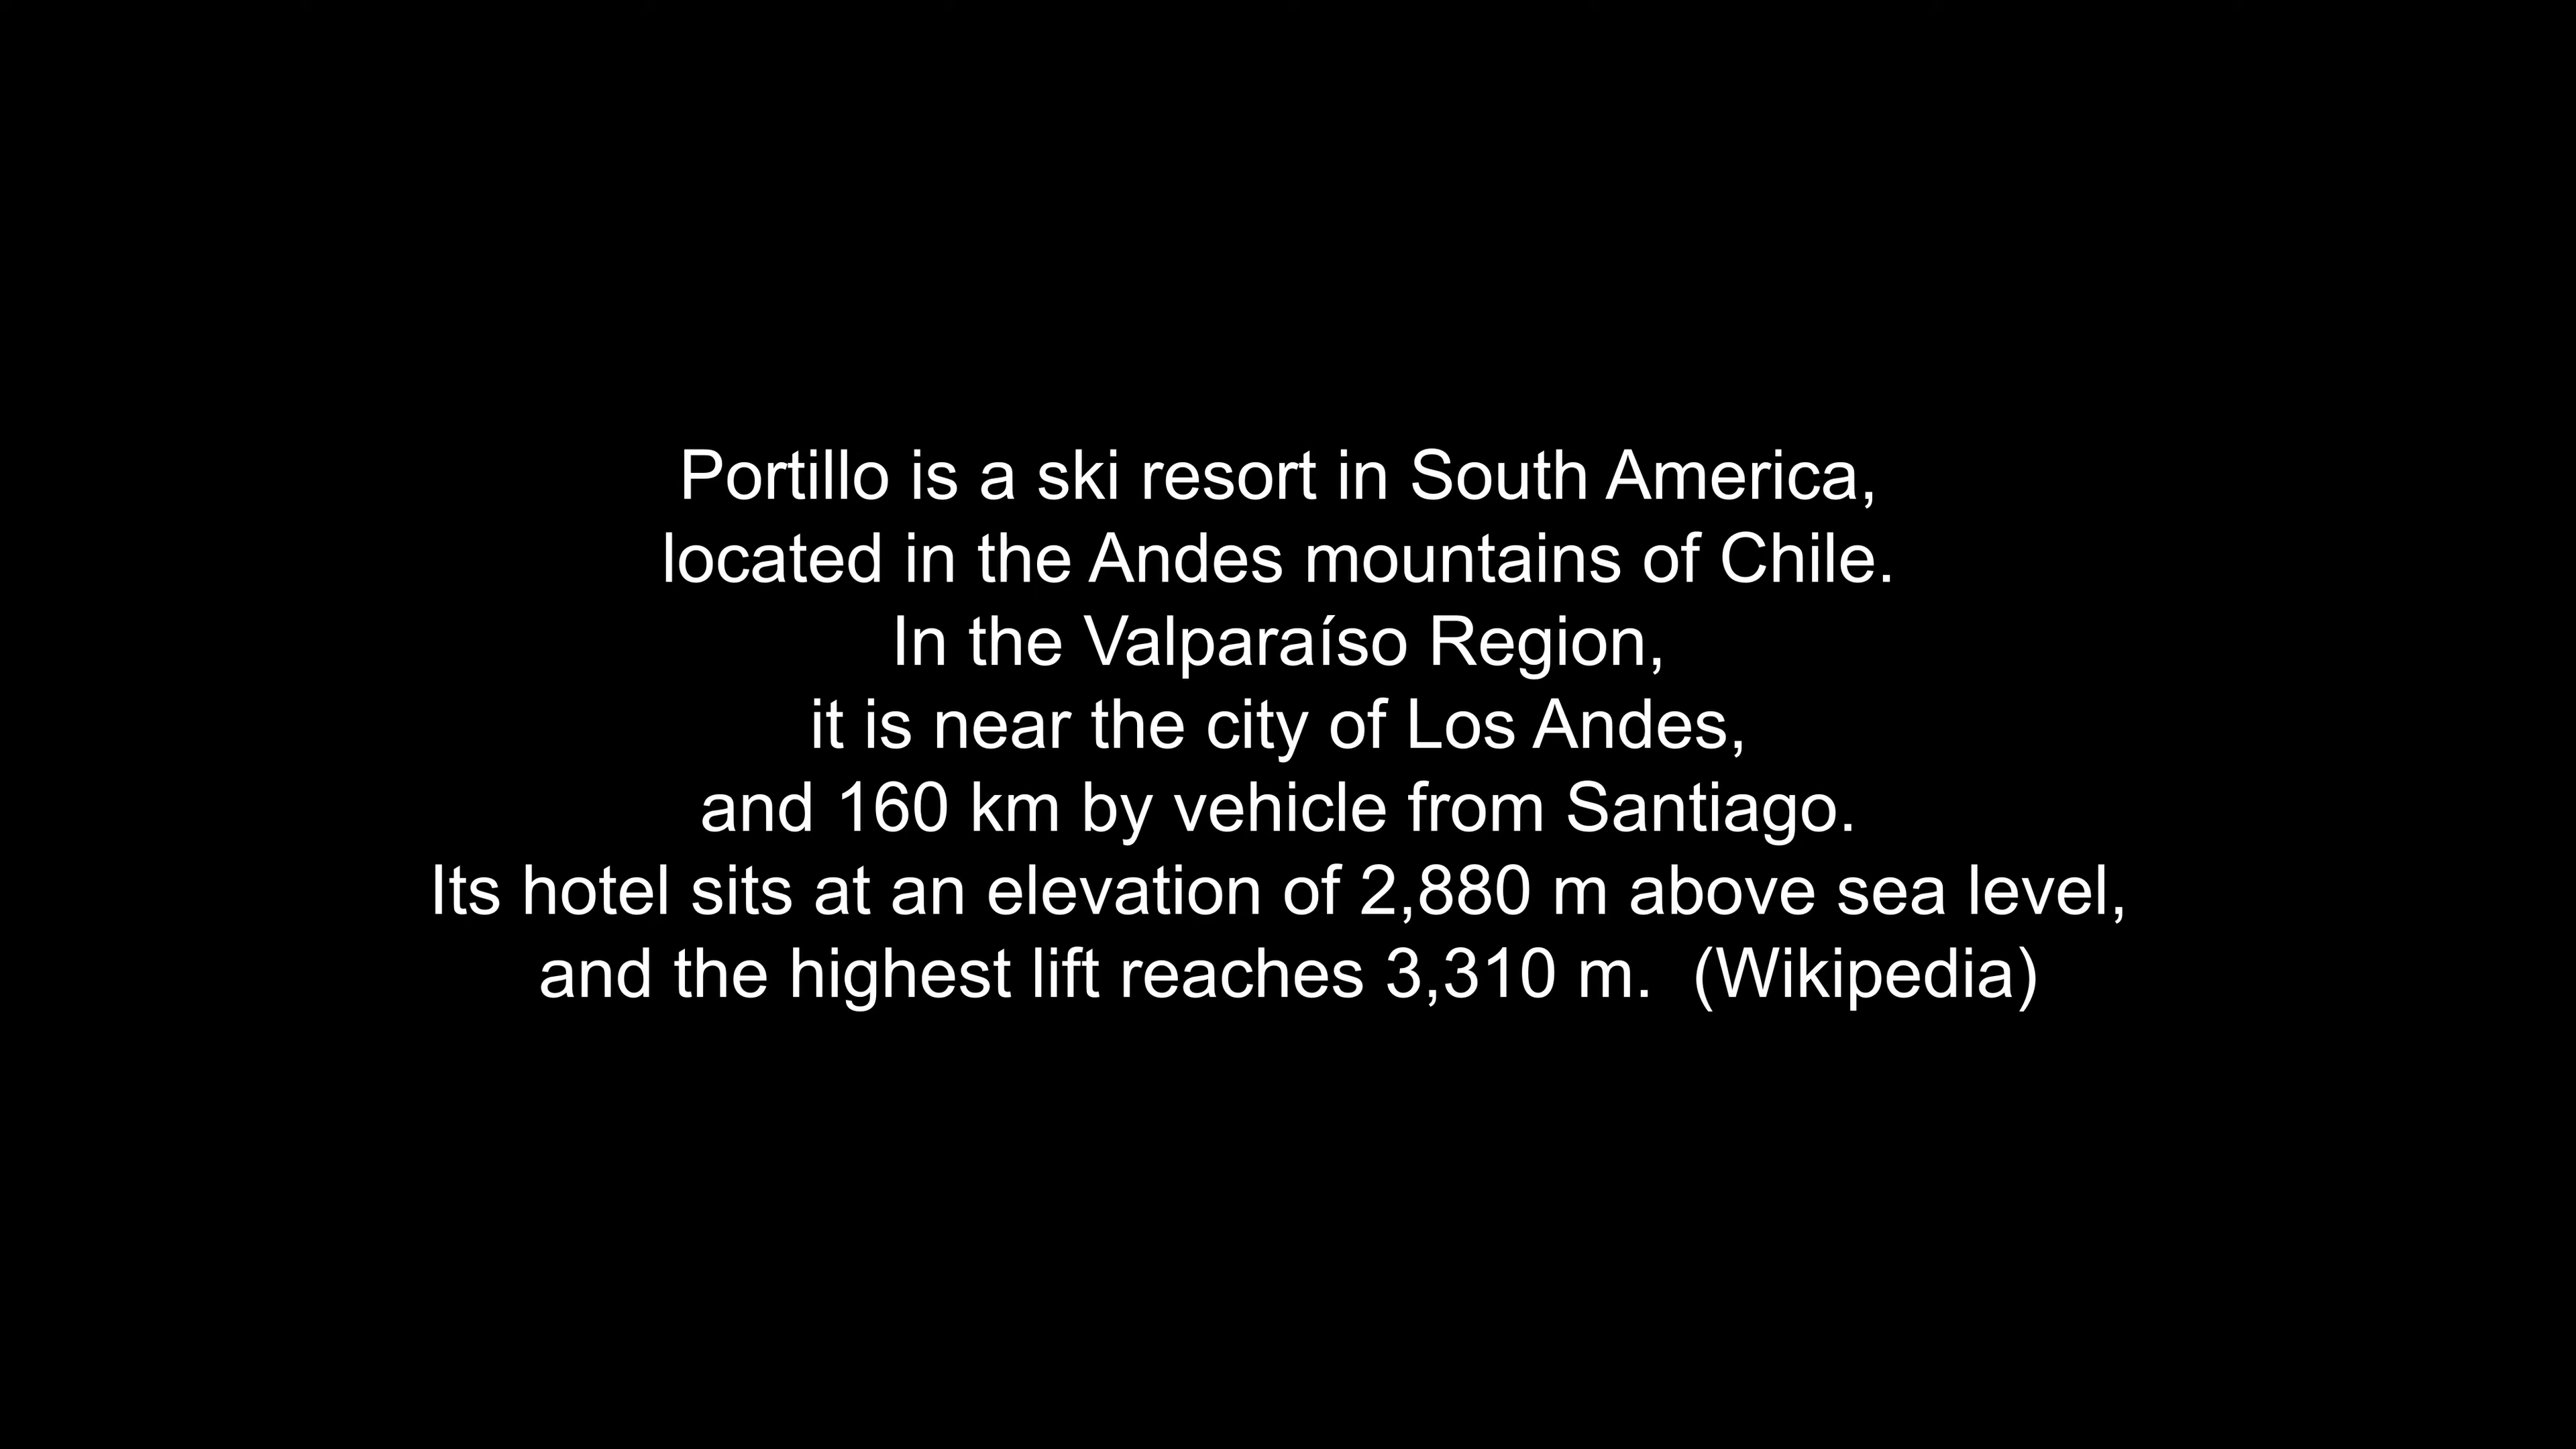 Portillo is a ski resort in South America,
located in the Andes mountains of Chile.
In the Valparaíso Region,
it is near the city of Los Andes,
and 160 km by vehicle from Santiago.
Its hotel sits at an elevation of 2,880 m above sea level,
and the highest lift reaches 3,310 m.  (Wikipedia)